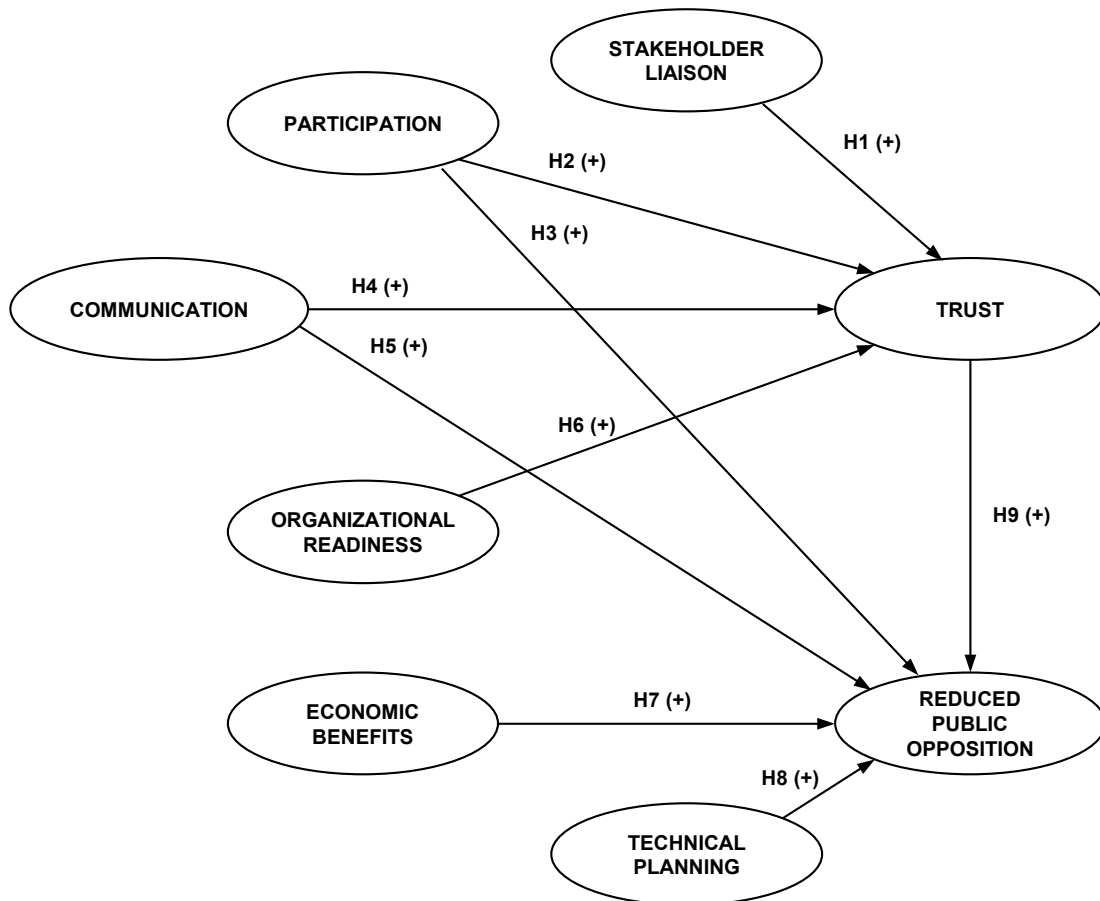 STAKEHOLDER
LIAISON
PARTICIPATION
H1 (+)
H2 (+)
H3 (+)
COMMUNICATION
H4 (+)
TRUST
H5 (+)
H6 (+)
ORGANIZATIONAL
READINESS
H9 (+)
ECONOMIC
BENEFITS
H7 (+)
REDUCED
PUBLIC
OPPOSITION
H8 (+)
TECHNICAL
PLANNING